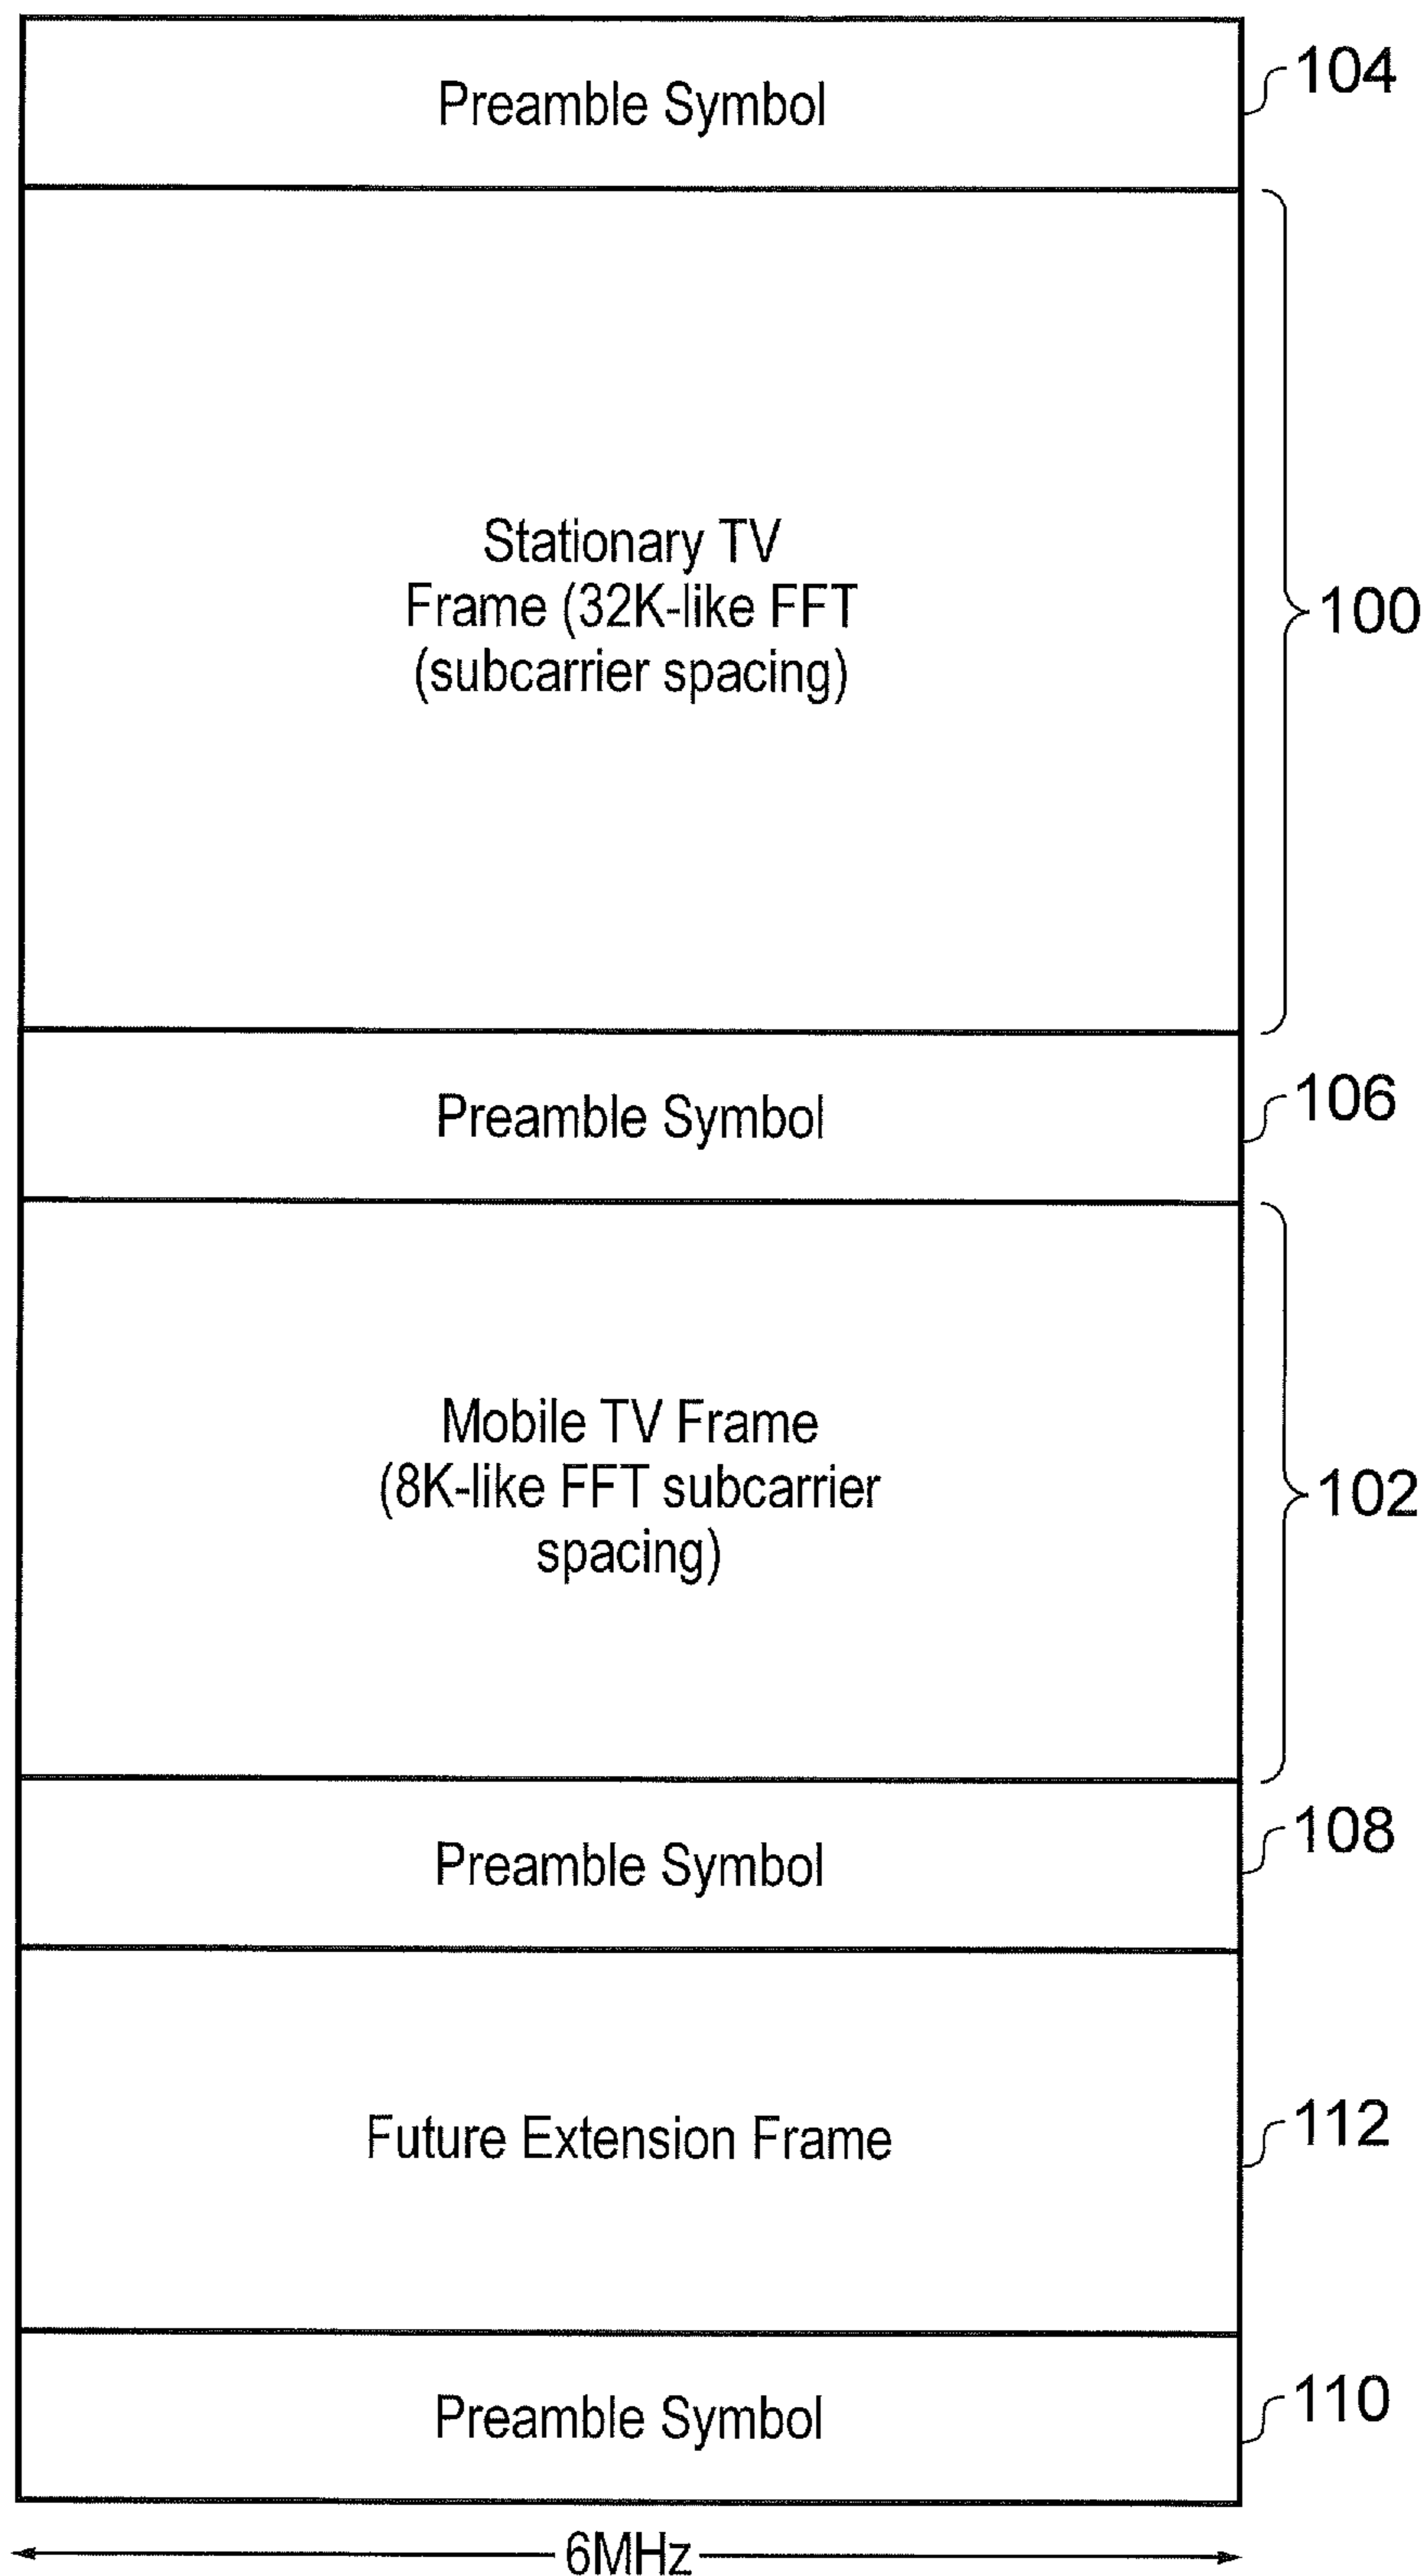 Preamble Symbol
104
Stationary TV
Frame (32K-like FFT
(subcarrier spacing)
100
Preamble Symbol
106
Mobile TV Frame
(8K-like FFT subcarrier
spacing)
102
Preamble Symbol
108
Future Extension Frame
112
Preamble Symbol
110
6MHz